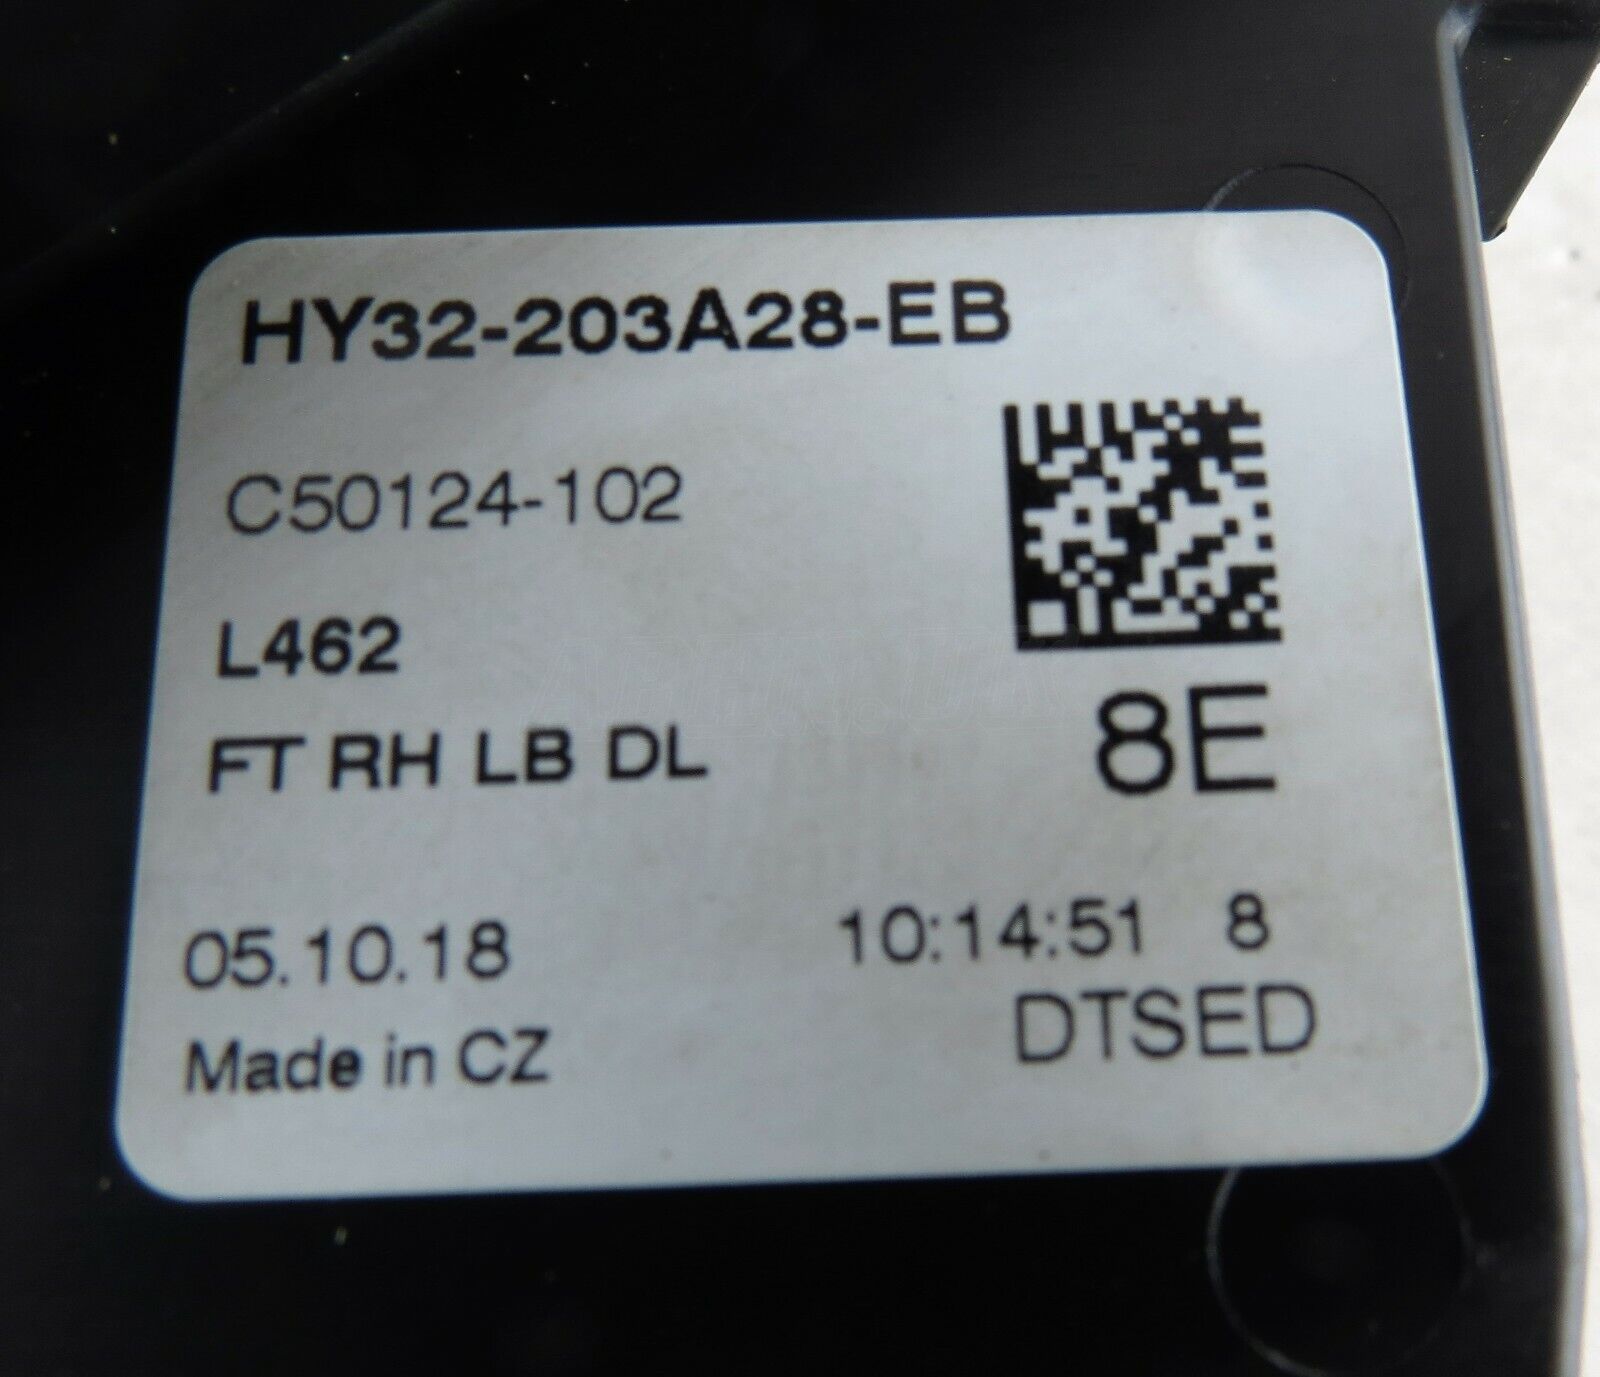 HY32-203A28-EB
C50124-102
L462
FT RH LB DL
8E
05.10.18 10:14:51 8
Made in CZ DTSED